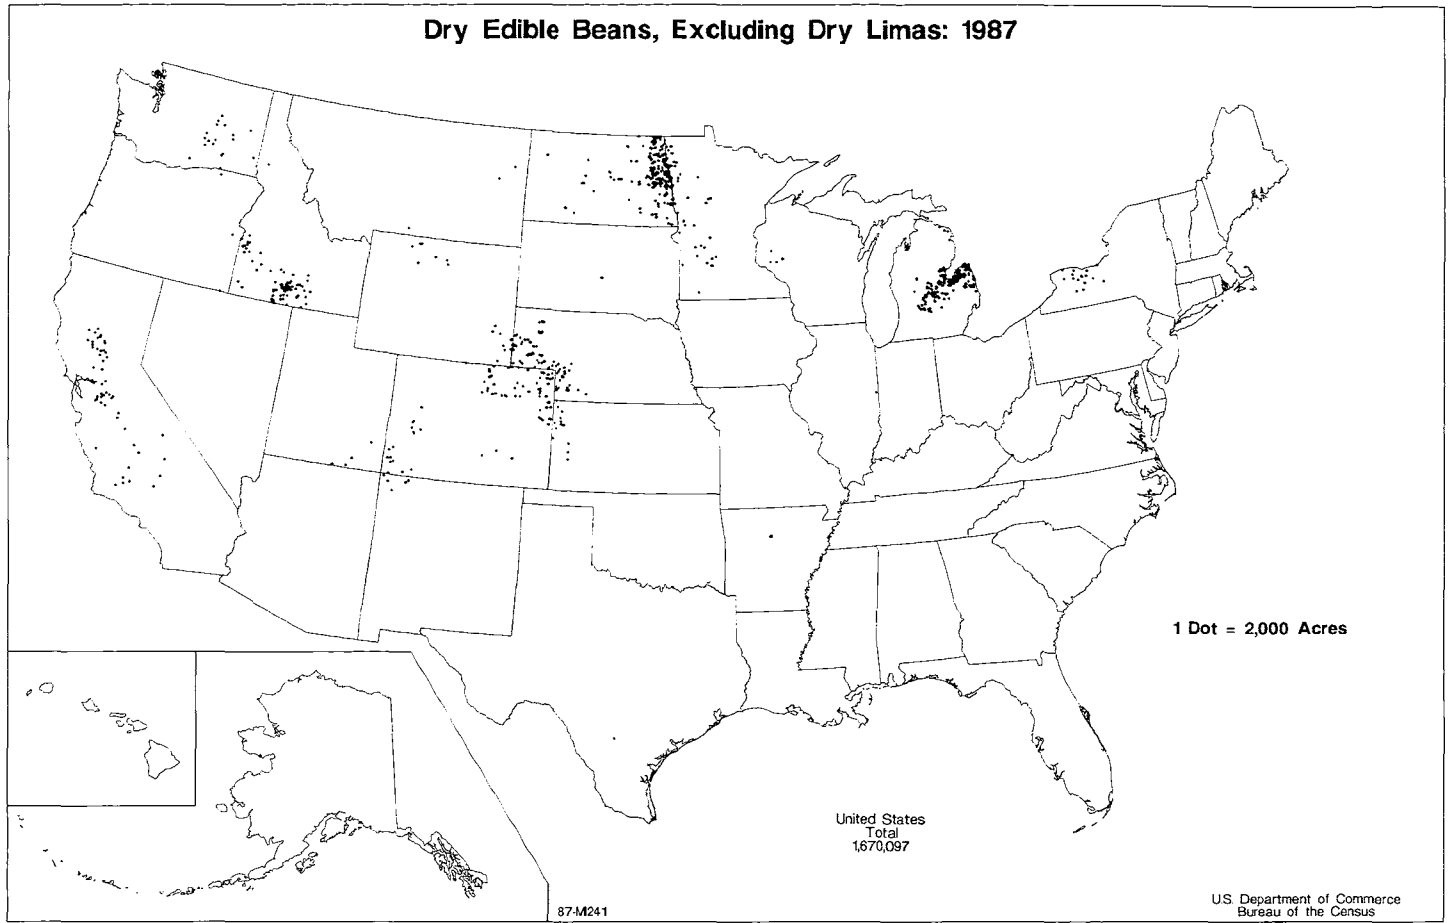 Dry Edible Beans, Excluding Dry Limas: 1987
1 Dot = 2,000 Acres
United States
Total
1,670,097
87-M241
U.S. Department of Commerce
Bureau of the Census